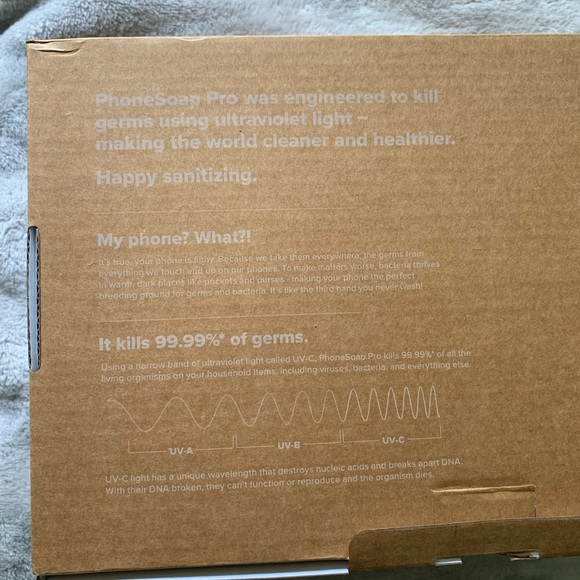 PhoneSoap Pro was engineered to kill
germs using ultraviolet light –
making the world cleaner and healthier.
Happy sanitizing.
My phone? What?!
It's true, your phone is filthy. Because we take them everywhere, the germs from
everything we touch end up on our phones. To make matters worse, bacteria thrives
in warm, dark places like pockets and purses - making your phone the perfect
breeding ground for germs and bacteria. It's like the third hand you never wash!
It kills 99.99%* of germs.
Using a narrow band of ultraviolet light called UV-C, PhoneSoap Pro kills 99.99%* of all the
living organisms on your household items, including viruses, bacteria, and everything else.
UV-A UV-B UV-C
UV-C light has a unique wavelength that destroys nucleic acids and breaks apart DNA.
With their DNA broken, they can't function or reproduce and the organism dies.